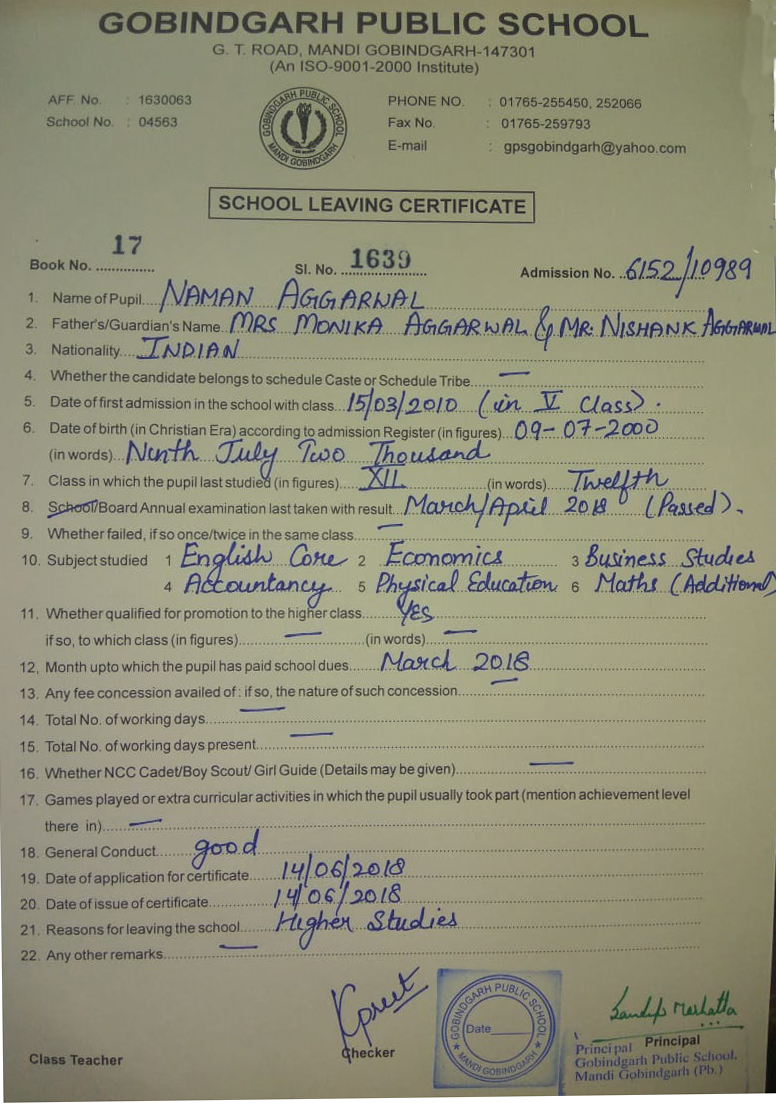 GOBINDGARH PUBLIC SCHOOL
G. T. ROAD, MANDI GOBINDGARH-147301
(An ISO-9001-2000 Institute)
AFF. No. : 1630063
School No. : 04563
GOBINDGARH PUBLIC SCHOOL
MANDI GOBINDGARH
PHONE NO. : 01765-255450, 252066
Fax No. : 01765-259793
E-mail : gpsgobindgarh@yahoo.com
SCHOOL LEAVING CERTIFICATE
Book No. 17 Sl. No. 1639 Admission No. 6152/10989
1. Name of Pupil NAMAN AGGARWAL
2. Father's/Guardian's Name MRS MONIKA AGGARWAL & MR. NISHANK AGGARWAL
3. Nationality INDIAN
4. Whether the candidate belongs to schedule Caste or Schedule Tribe —
5. Date of first admission in the school with class 15/03/2010 (in V Class).
6. Date of birth (in Christian Era) according to admission Register (in figures) 09-07-2000
(in words) Ninth July Two Thousand
7. Class in which the pupil last studied (in figures) XII (in words) Twelfth
8. School/Board Annual examination last taken with result March/April 2018 (Passed).
9. Whether failed, if so once/twice in the same class —
10. Subject studied 1 English Core 2 Economics 3 Business Studies
4 Accountancy 5 Physical Education 6 Maths (Additional)
11. Whether qualified for promotion to the higher class Yes
if so, to which class (in figures) — (in words) —
12, Month upto which the pupil has paid school dues March 2018
13. Any fee concession availed of : if so, the nature of such concession —
14. Total No. of working days —
15. Total No. of working days present —
16. Whether NCC Cadet/Boy Scout/ Girl Guide (Details may be given) —
17. Games played or extra curricular activities in which the pupil usually took part (mention achievement level
there in) —
18. General Conduct good
19. Date of application for certificate 14/06/2018
20. Date of issue of certificate 14/06/2018
21. Reasons for leaving the school Higher Studies
22. Any other remarks —
Kpreet
Class Teacher
Checker
GOBINDGARH PUBLIC SCHOOL
Date
MANDI GOBINDGARH
Principal
Principal
Gobindgarh Public School.
Mandi Gobindgarh (Pb.)